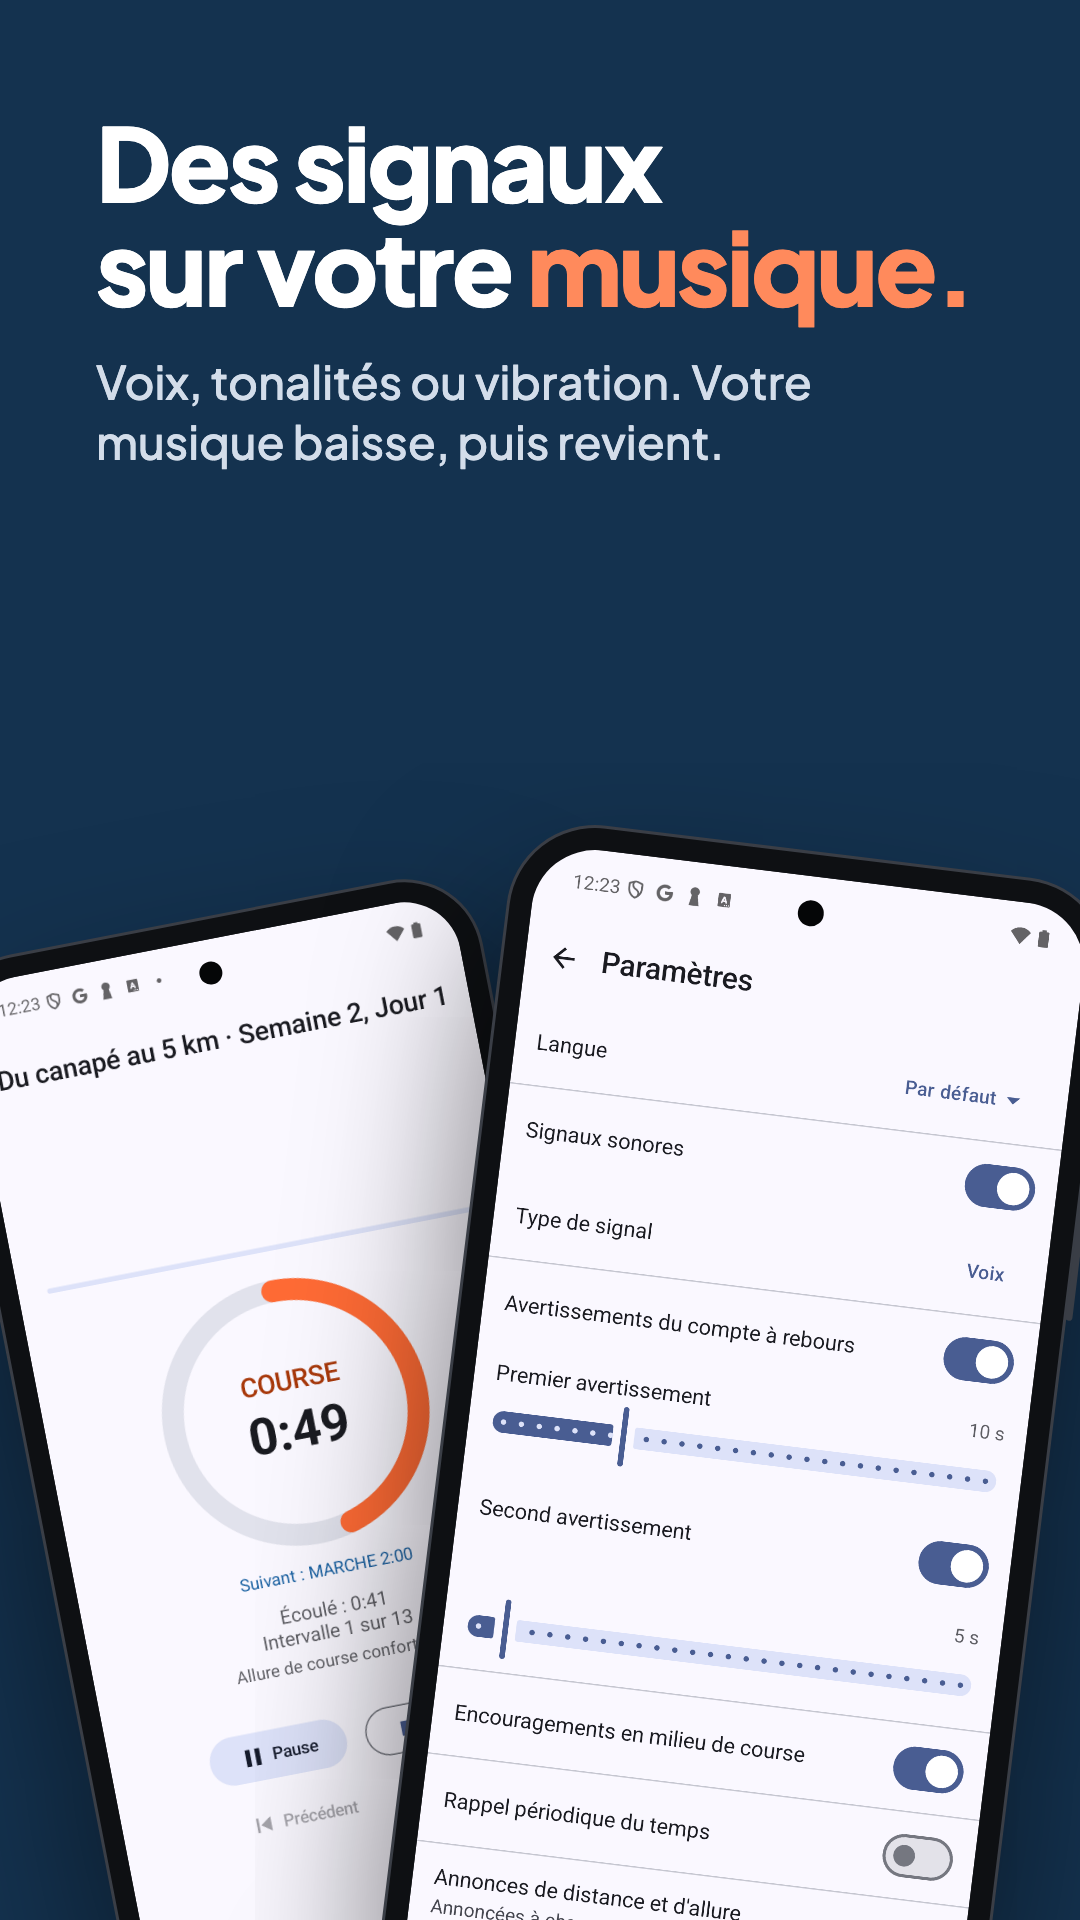 Des signaux
sur votre musique.
Voix, tonalités ou vibration. Votre
musique baisse, puis revient.
12:23
Du canapé au 5 km · Semaine 2, Jour 1
COURSE
0:49
Suivant : MARCHE 2:00
Écoulé : 0:41
Intervalle 1 sur 13
Allure de course
Pause
Précédent
12:23
Paramètres
Langue
Par défaut
Signaux sonores
Type de signal
Voix
Avertissements du compte à rebours
Premier avertissement
10 s
Second avertissement
5 s
Encouragements en milieu de course
Rappel périodique du temps
Annonces de distance et d'allure
Annoncées à